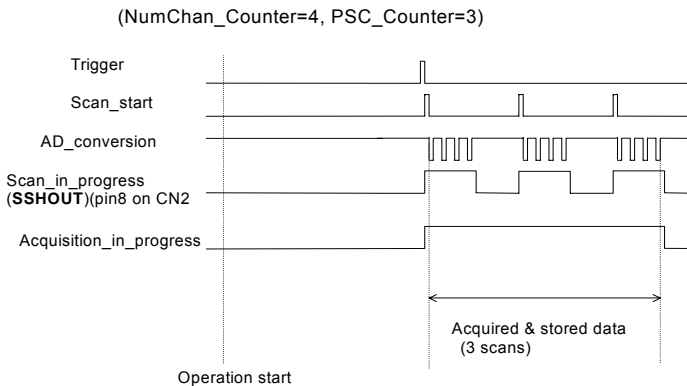 (NumChan_Counter=4, PSC_Counter=3)
Trigger
Scan_start
AD_conversion
Scan_in_progress
(SSHOUT)(pin8 on CN2
Acquisition_in_progress
Acquired & stored data
(3 scans)
Operation start